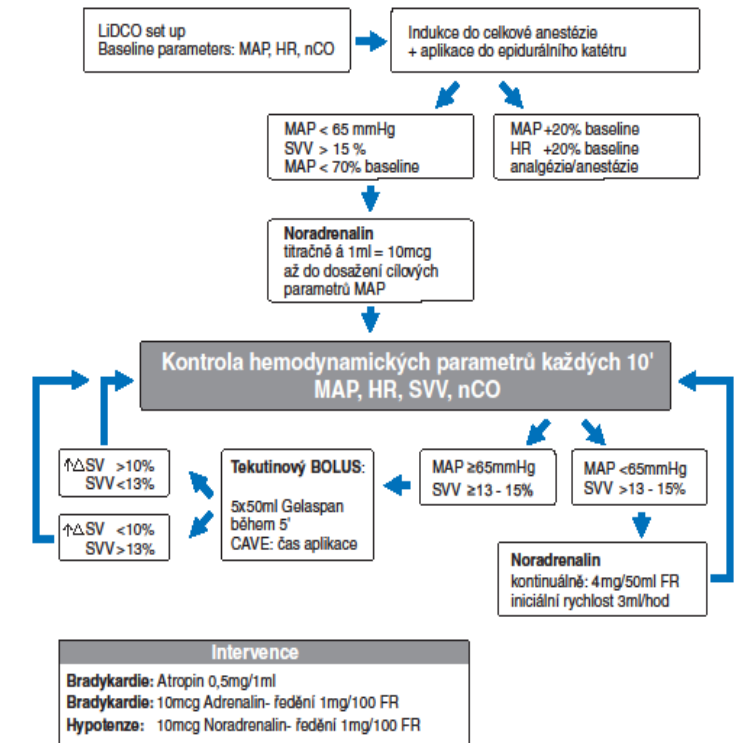 LiDCO set up
Baseline parameters: MAP, HR, nCO
Indukce do celkové anestézie
+ aplikace do epidurálního katétru
MAP < 65 mmHg
SVV > 15 %
MAP < 70% baseline
MAP +20% baseline
HR +20% baseline
analgézie/anestézie
Noradrenalin
titračně á 1ml = 10mcg
až do dosažení cílových
parametrů MAP
Kontrola hemodynamických parametrů každých 10'
MAP, HR, SVV, nCO
↑△SV >10%
SVV<13%
↑△SV <10%
SVV>13%
Tekutinový BOLUS:
5x50ml Gelaspan
během 5'
CAVE: čas aplikace
MAP ≥65mmHg
SVV ≥13 - 15%
MAP <65mmHg
SVV >13 - 15%
Noradrenalin
kontinuálně: 4mg/50ml FR
iniciální rychlost 3ml/hod
Intervence
Bradykardie: Atropin 0,5mg/1ml
Bradykardie: 10mcg Adrenalin- ředění 1mg/100 FR
Hypotenze: 10mcg Noradrenalin- ředění 1mg/100 FR